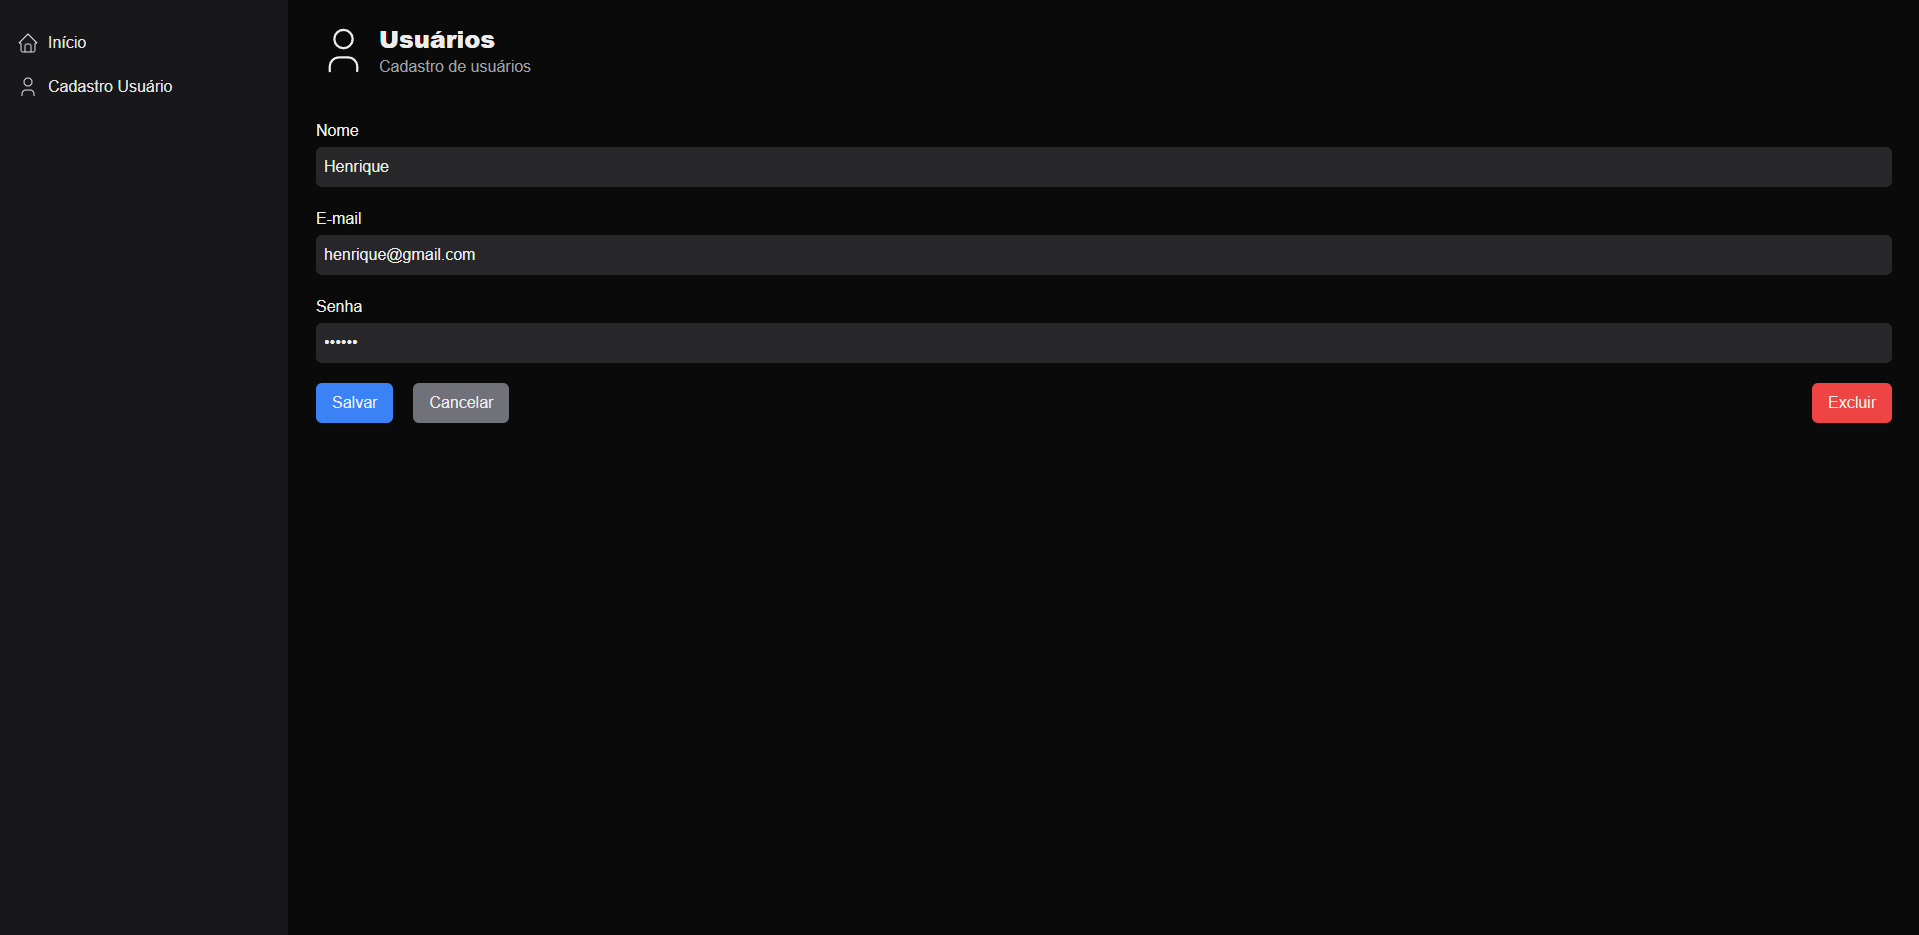 Início
Cadastro Usuário
Usuários
Cadastro de usuários
Nome
Henrique
E-mail
henrique@gmail.com
Senha
••••••
Salvar
Cancelar
Excluir